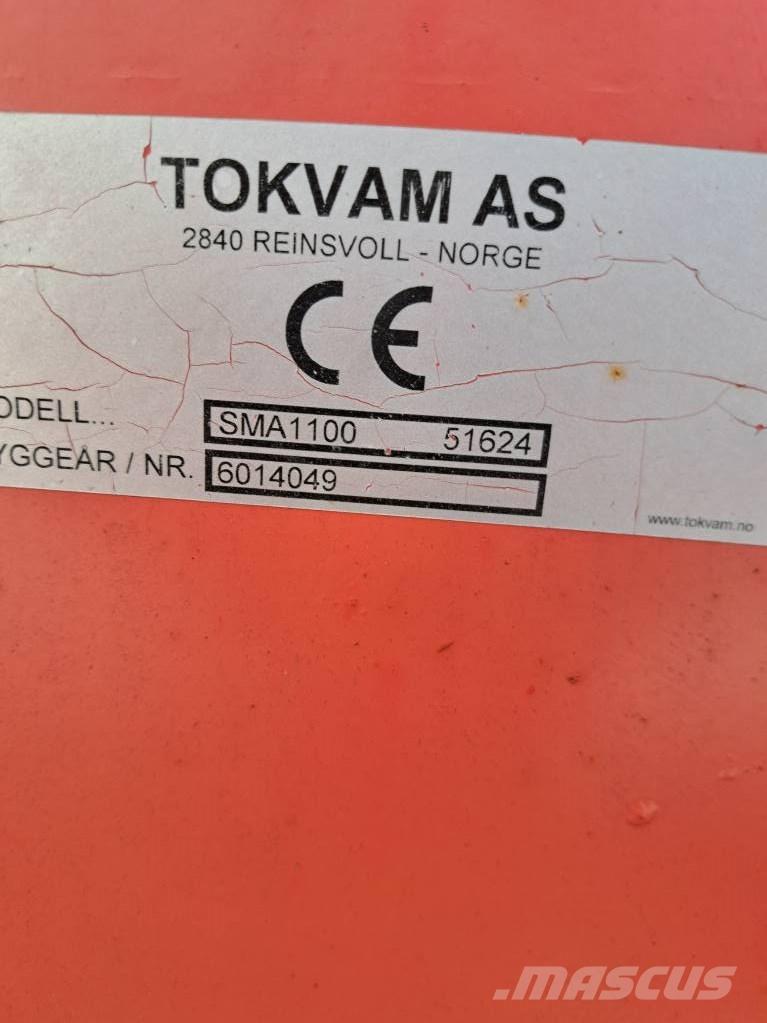 TOKVAM AS
2840 REINSVOLL - NORGE
CE
ODELL... SMA1100 51624
YGGEAR / NR. 6014049
www.tokvam.no
MASCUS